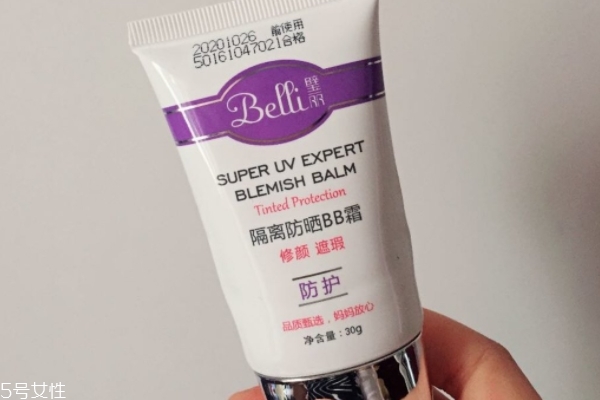 20201026 前使用
50161047021合格
Belli 璧丽
SUPER UV EXPERT
BLEMISH BALM
Tinted Protection
隔离防晒BB霜
修颜 遮瑕
防护
品质甄选，妈妈放心
净含量：30g
5号女性